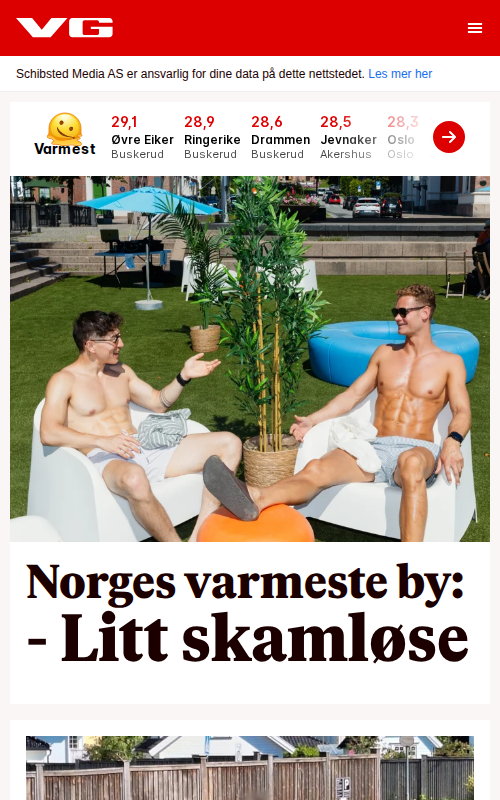 VG
Schibsted Media AS er ansvarlig for dine data på dette nettstedet. Les mer her
Varmest
29,1
Øvre Eiker
Buskerud
28,9
Ringerike
Buskerud
28,6
Drammen
Buskerud
28,5
Jevnaker
Akershus
28,3
Oslo
Oslo
Norges varmeste by:
- Litt skamløse